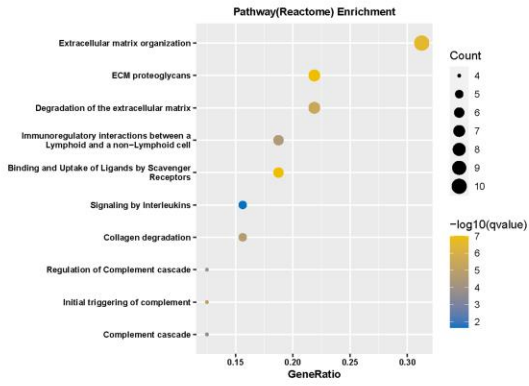 Pathway(Reactome) Enrichment
Extracellular matrix organization
ECM proteoglycans
Degradation of the extracellular matrix
Immunoregulatory interactions between a
Lymphoid and a non−Lymphoid cell
Binding and Uptake of Ligands by Scavenger
Receptors
Signaling by Interleukins
Collagen degradation
Regulation of Complement cascade
Initial triggering of complement
Complement cascade
0.15 0.20 0.25 0.30
GeneRatio
Count
4
5
6
7
8
9
10
−log10(qvalue)
7
6
5
4
3
2